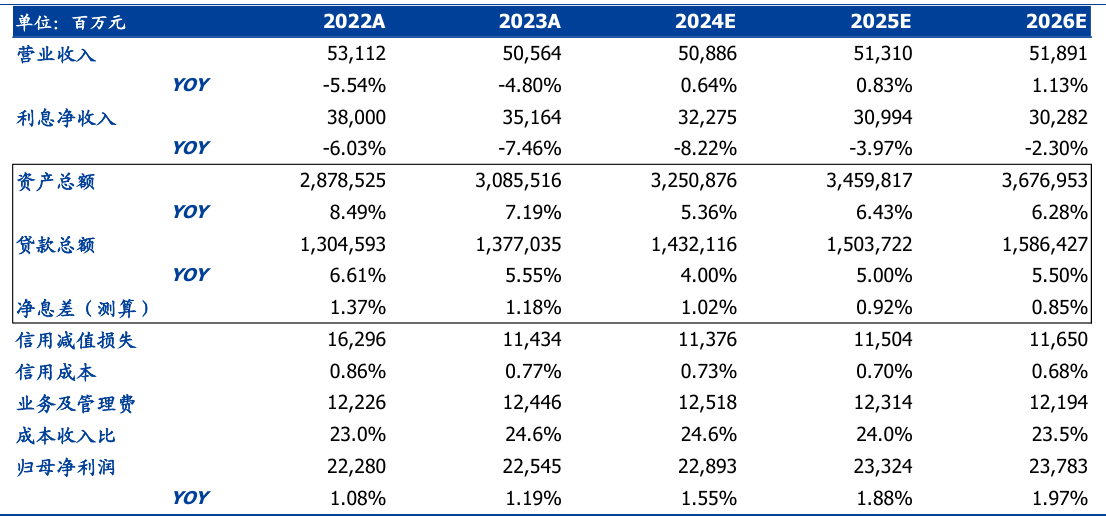 单位：百万元 2022A 2023A 2024E 2025E 2026E
营业收入 53,112 50,564 50,886 51,310 51,891
YOY -5.54% -4.80% 0.64% 0.83% 1.13%
利息净收入 38,000 35,164 32,275 30,994 30,282
YOY -6.03% -7.46% -8.22% -3.97% -2.30%
资产总额 2,878,525 3,085,516 3,250,876 3,459,817 3,676,953
YOY 8.49% 7.19% 5.36% 6.43% 6.28%
贷款总额 1,304,593 1,377,035 1,432,116 1,503,722 1,586,427
YOY 6.61% 5.55% 4.00% 5.00% 5.50%
净息差（测算） 1.37% 1.18% 1.02% 0.92% 0.85%
信用减值损失 16,296 11,434 11,376 11,504 11,650
信用成本 0.86% 0.77% 0.73% 0.70% 0.68%
业务及管理费 12,226 12,446 12,518 12,314 12,194
成本收入比 23.0% 24.6% 24.6% 24.0% 23.5%
归母净利润 22,280 22,545 22,893 23,324 23,783
YOY 1.08% 1.19% 1.55% 1.88% 1.97%